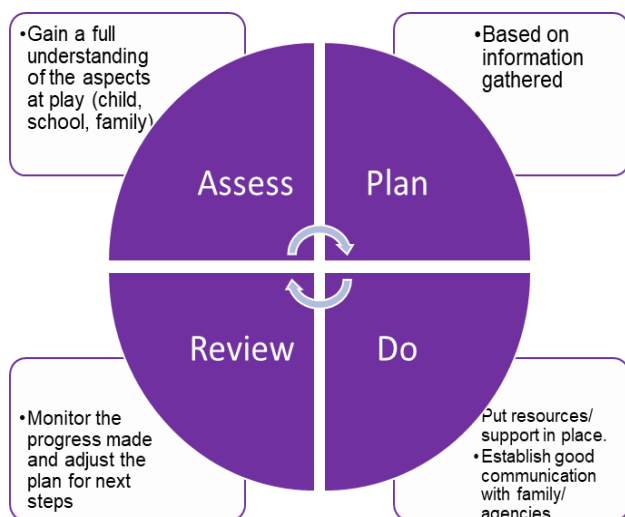 •Gain a full
understanding
of the aspects
at play (child,
school, family)
•Based on
information
gathered
Assess
Plan
Review
Do
•Monitor the
progress made
and adjust the
plan for next
steps
Put resources/
support in place.
•Establish good
communication
with family/
agencies